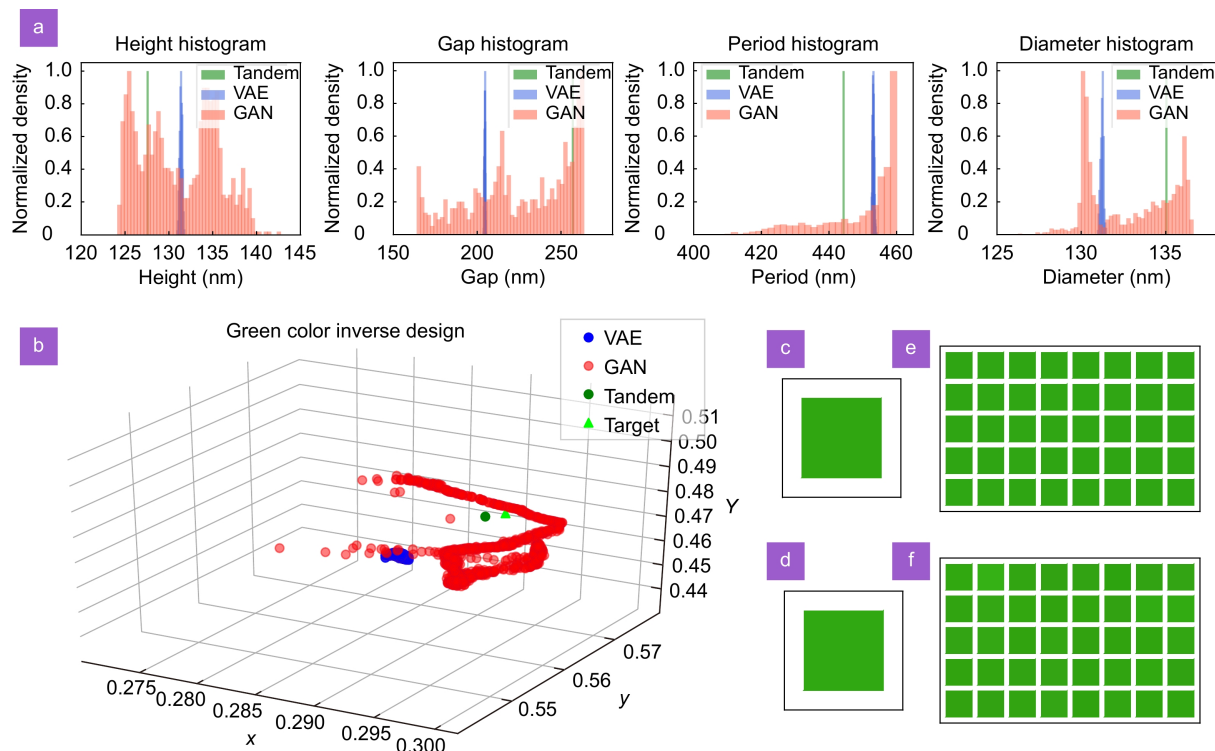 a
Height histogram
Normalized density
1.0
0.8
0.6
0.4
0.2
0
120 125 130 135 140 145
Height (nm)
Tandem
VAE
GAN
Gap histogram
Normalized density
1.0
0.8
0.6
0.4
0.2
0
150 200 250
Gap (nm)
Tandem
VAE
GAN
Period histogram
Normalized density
1.0
0.8
0.6
0.4
0.2
0
400 420 440 460
Period (nm)
Tandem
VAE
GAN
Diameter histogram
Normalized density
1.0
0.8
0.6
0.4
0.2
0
125 130 135
Diameter (nm)
Tandem
VAE
GAN
b
Green color inverse design
VAE
GAN
Tandem
Target
0.51
0.50
0.49
0.48
0.47
0.46
0.45
0.44
Y
0.57
0.56
0.55
y
0.275 0.280 0.285 0.290 0.295 0.300
x
c
e
d
f